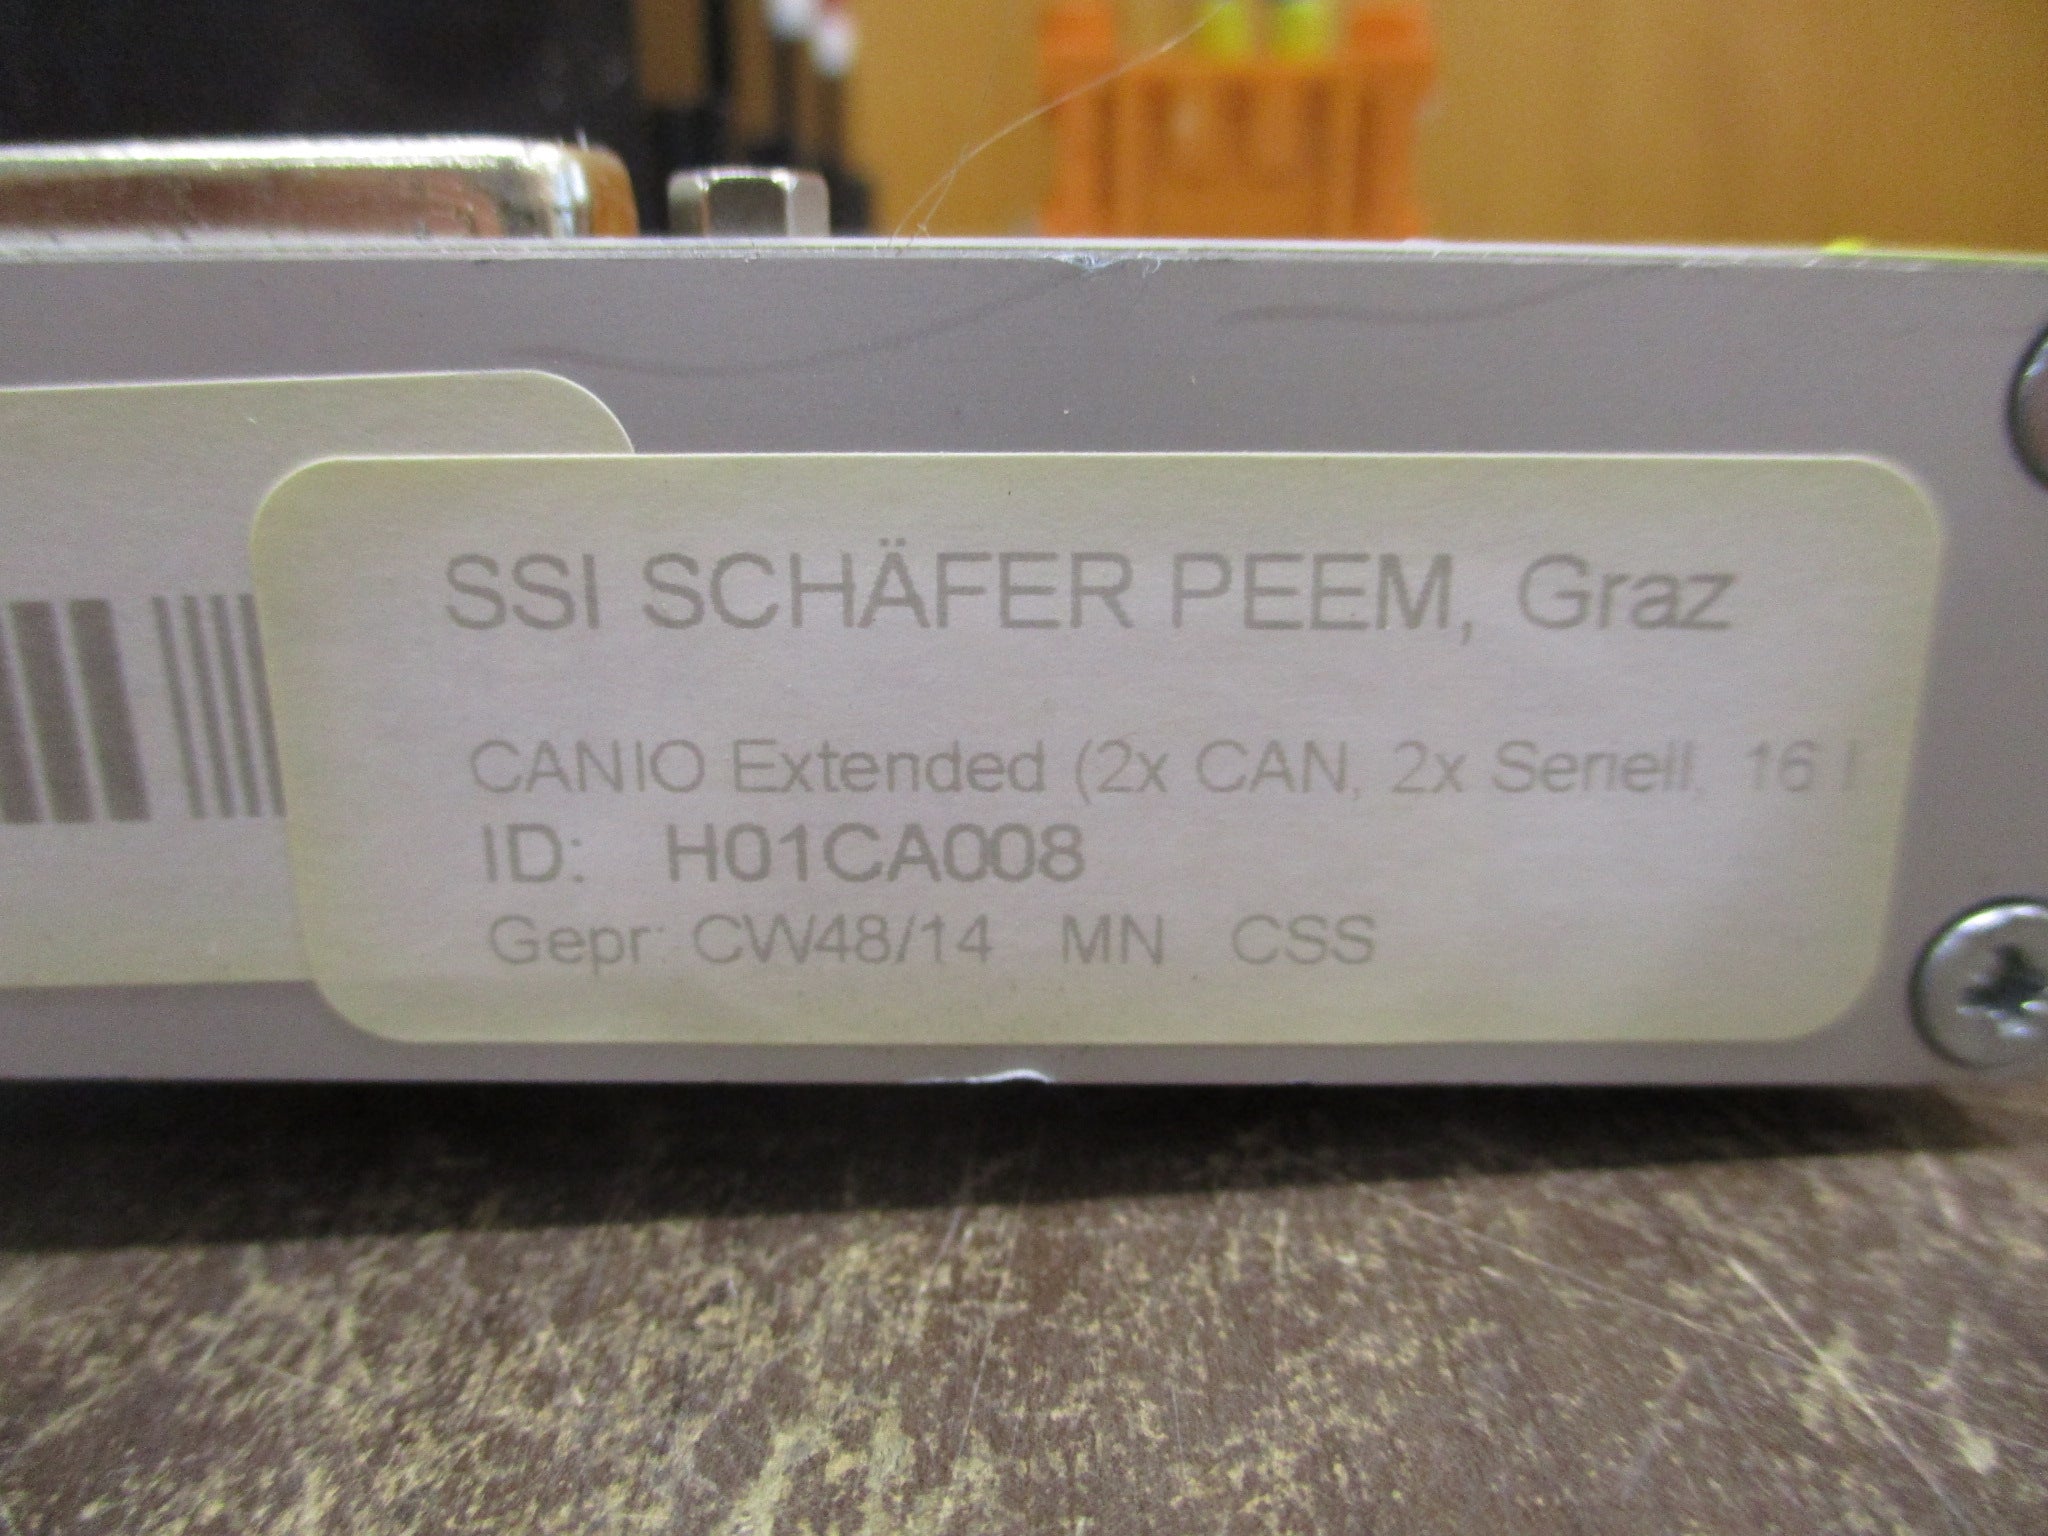 SSI SCHÄFER PEEM, Graz
CANIO Extended (2x CAN, 2x Seriell, 16 I
ID: H01CA008
Gepr: CW48/14 MN CSS